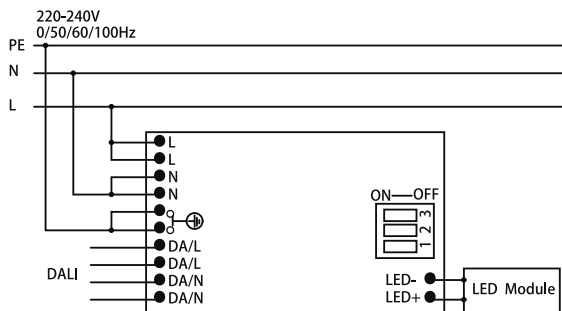 220-240V
0/50/60/100Hz
PE
N
L
L
L
N
N
DA/L
DA/L
DA/N
DA/N
DALI
ON—OFF
3
2
1
LED-
LED+
LED Module